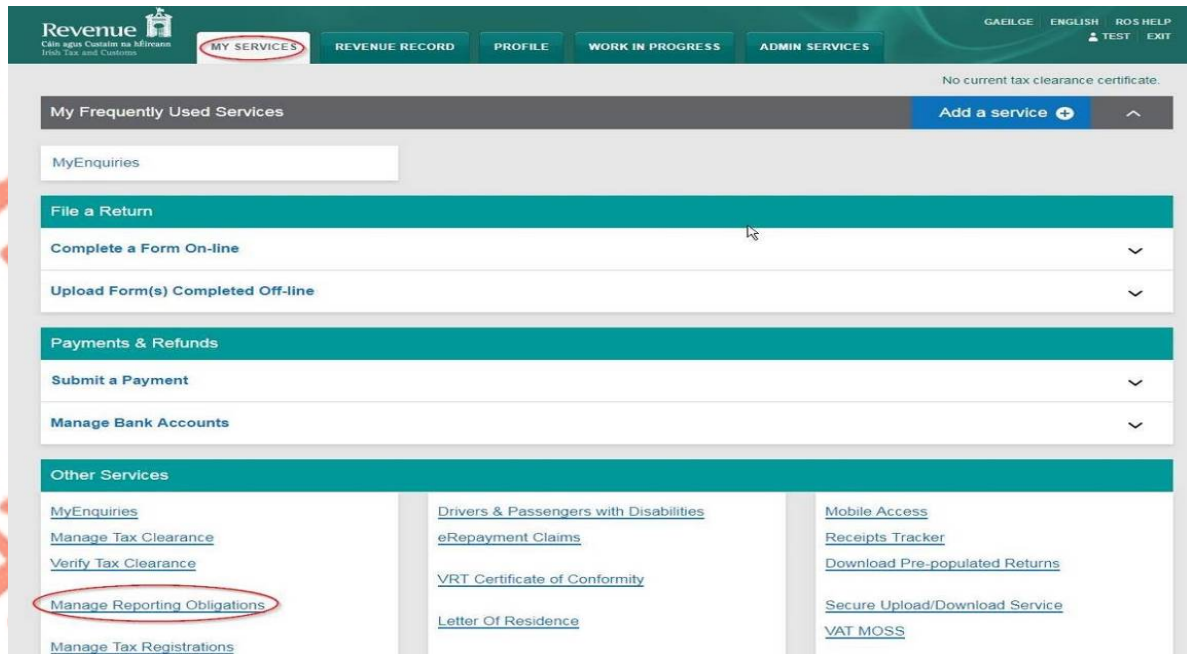 Revenue
Cáin agus Custaim na hÉireann
Irish Tax and Customs
MY SERVICES
REVENUE RECORD
PROFILE
WORK IN PROGRESS
ADMIN SERVICES
GAEILGE ENGLISH ROS HELP
TEST EXIT
No current tax clearance certificate.
My Frequently Used Services
Add a service
MyEnquiries
File a Return
Complete a Form On-line
Upload Form(s) Completed Off-line
Payments & Refunds
Submit a Payment
Manage Bank Accounts
Other Services
MyEnquiries
Manage Tax Clearance
Verify Tax Clearance
Manage Reporting Obligations
Manage Tax Registrations
Drivers & Passengers with Disabilities
eRepayment Claims
VRT Certificate of Conformity
Letter Of Residence
Mobile Access
Receipts Tracker
Download Pre-populated Returns
Secure Upload/Download Service
VAT MOSS